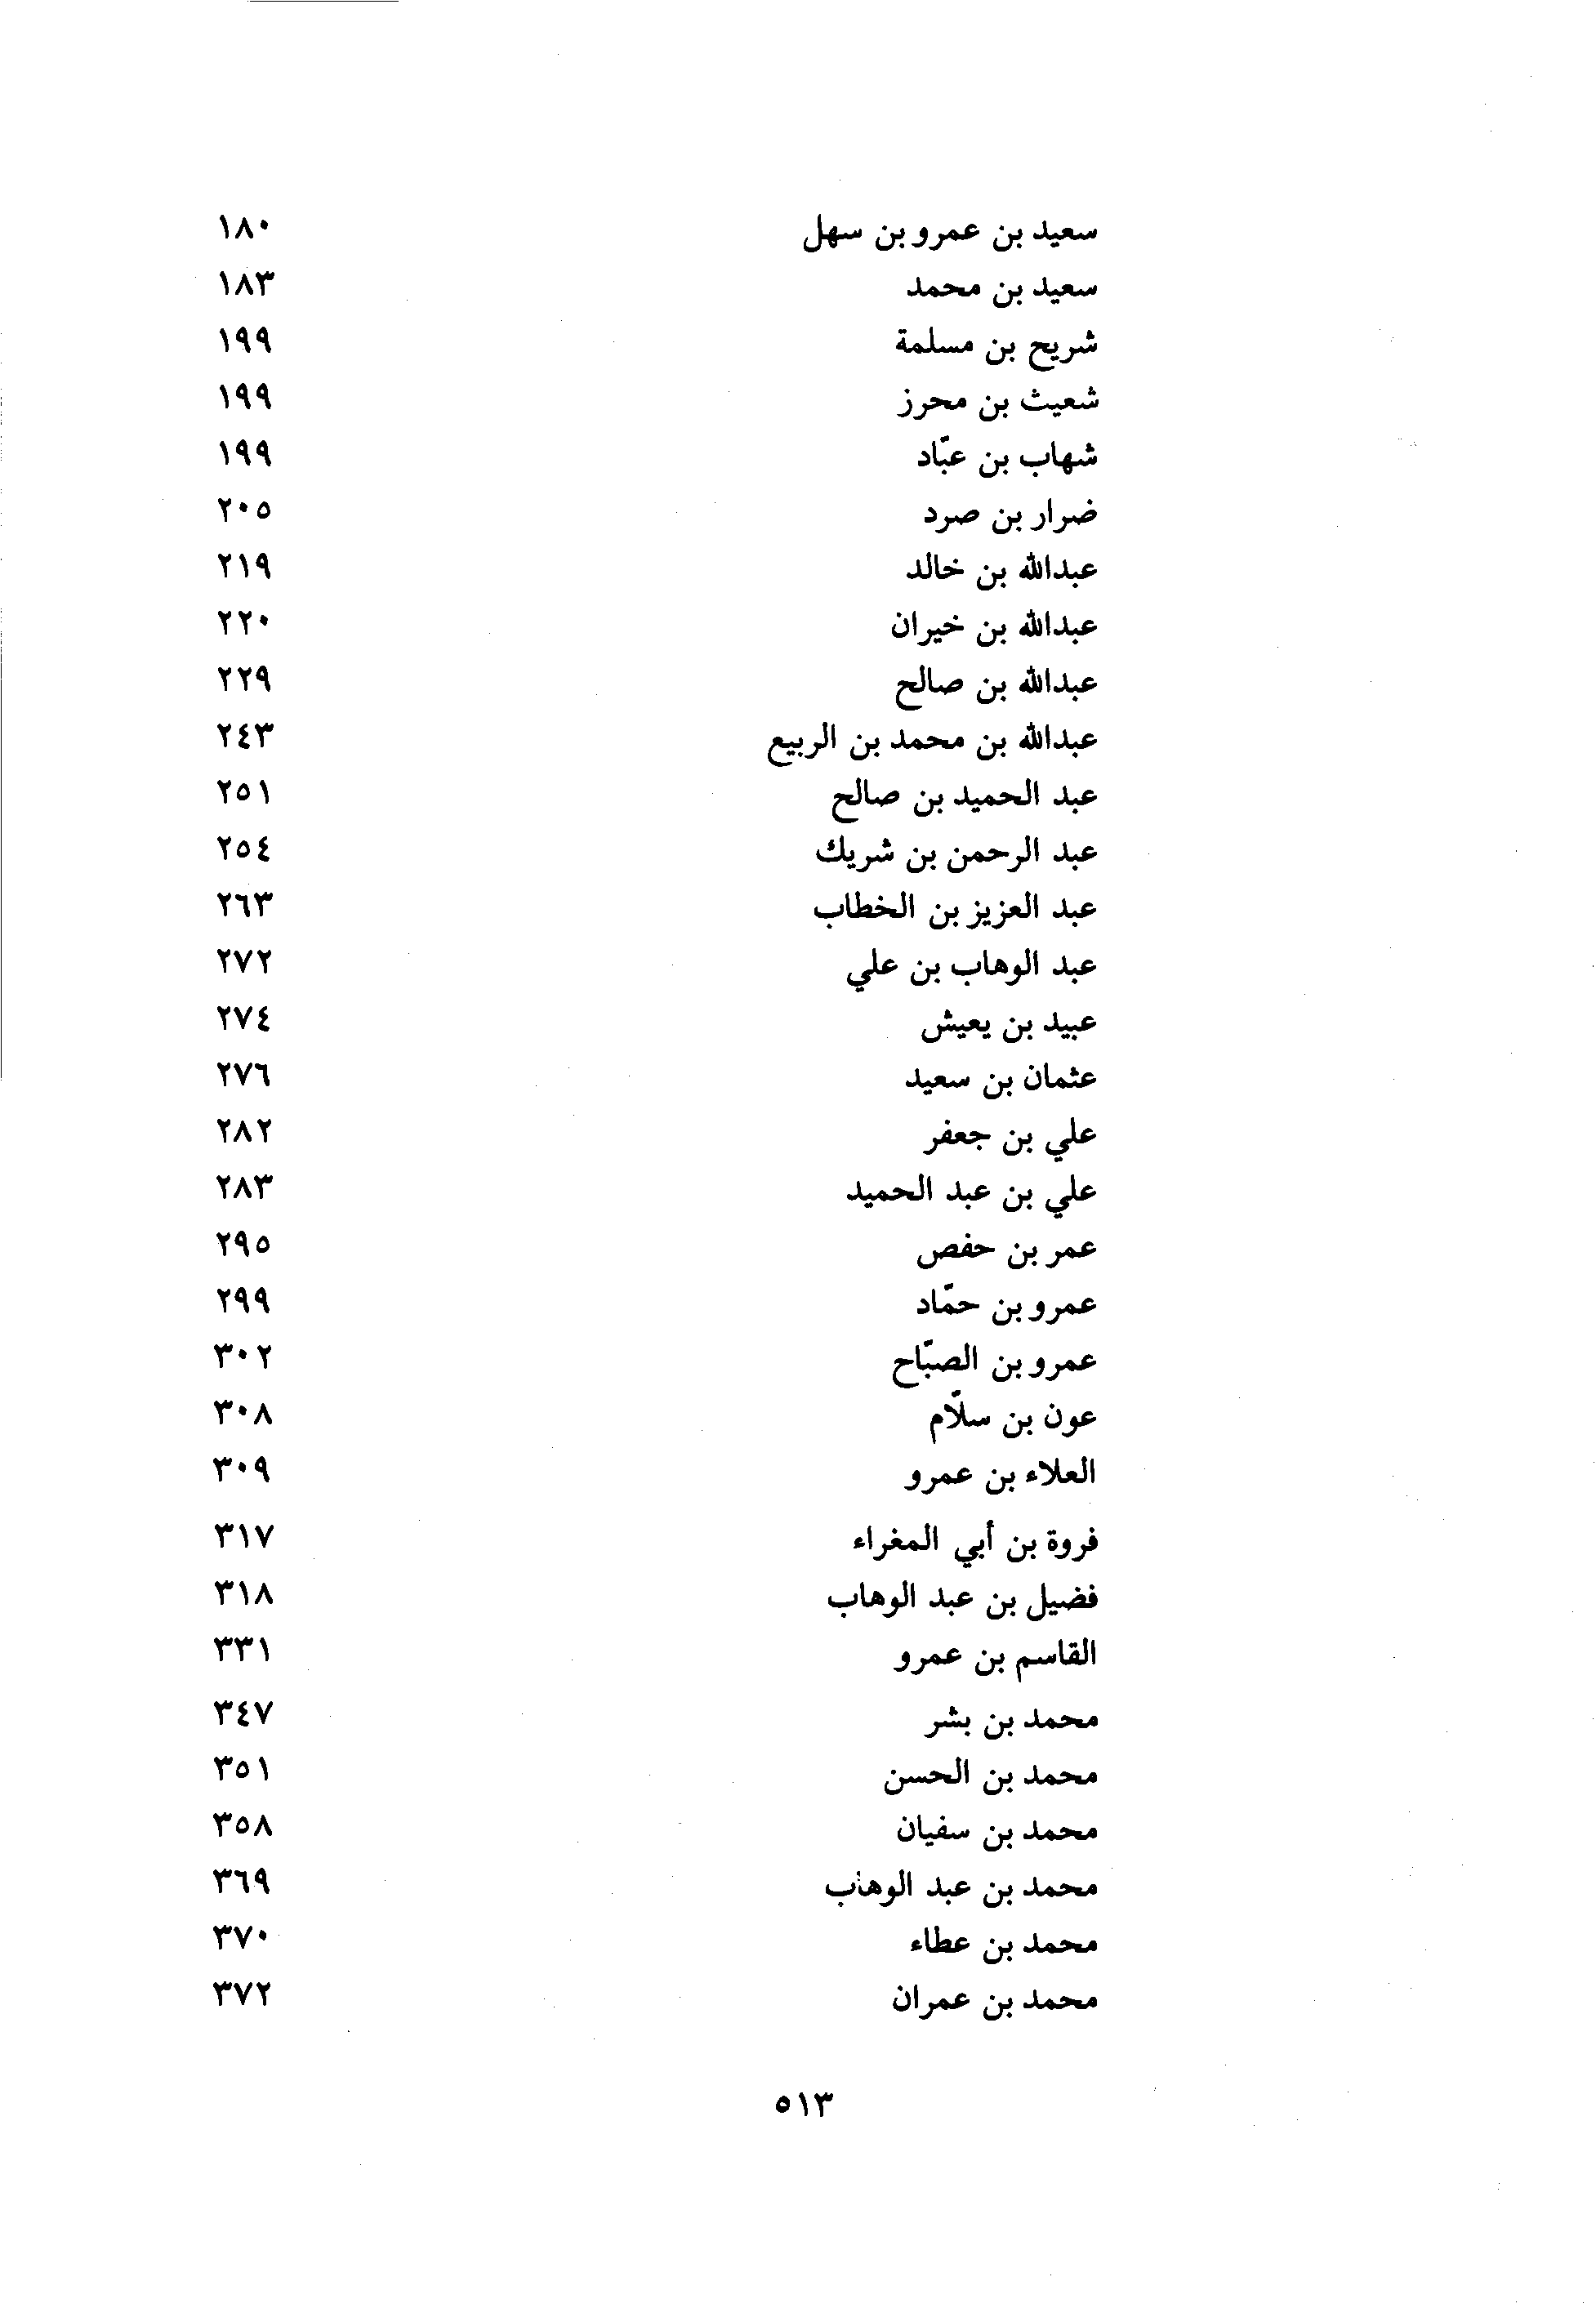 سعيد بن عمرو بن سهل ١٨٠
سعيد بن محمد ١٨٣
شريح بن مسلمة ١٩٩
شعيث بن محرز ١٩٩
شهاب بن عبّاد ١٩٩
ضرار بن صرد ٢٠٥
عبدالله بن خالد ٢١٩
عبدالله بن خيران ٢٢٠
عبدالله بن صالح ٢٢٩
عبدالله بن محمد بن الربيع ٢٤٣
عبد الحميد بن صالح ٢٥١
عبد الرحمن بن شريك ٢٥٤
عبد العزيز بن الخطاب ٢٦٣
عبد الوهاب بن علي ٢٧٢
عبيد بن يعيش ٢٧٤
عثمان بن سعيد ٢٧٦
علي بن جعفر ٢٨٢
علي بن عبد الحميد ٢٨٣
عمر بن حفص ٢٩٥
عمرو بن حمّاد ٢٩٩
عمرو بن الصبّاح ٣٠٢
عون بن سلّام ٣٠٨
العلاء بن عمرو ٣٠٩
فروة بن أبي المغراء ٣١٧
فضيل بن عبد الوهاب ٣١٨
القاسم بن عمرو ٣٣١
محمد بن بشر ٣٤٧
محمد بن الحسن ٣٥١
محمد بن سفيان ٣٥٨
محمد بن عبد الوهاب ٣٦٩
محمد بن عطاء ٣٧٠
محمد بن عمران ٣٧٢
٥١٣